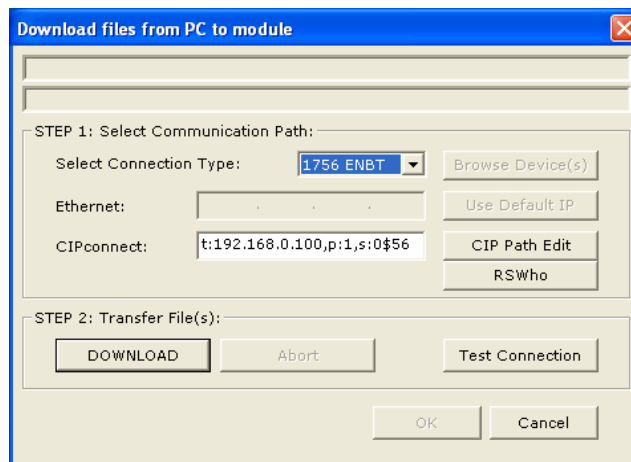 Download files from PC to module
STEP 1: Select Communication Path:
Select Connection Type: 1756 ENBT Browse Device(s)
Ethernet: . . . Use Default IP
CIPconnect: t:192.168.0.100,p:1,s:0$56 CIP Path Edit
RSWho
STEP 2: Transfer File(s):
DOWNLOAD Abort Test Connection
OK Cancel